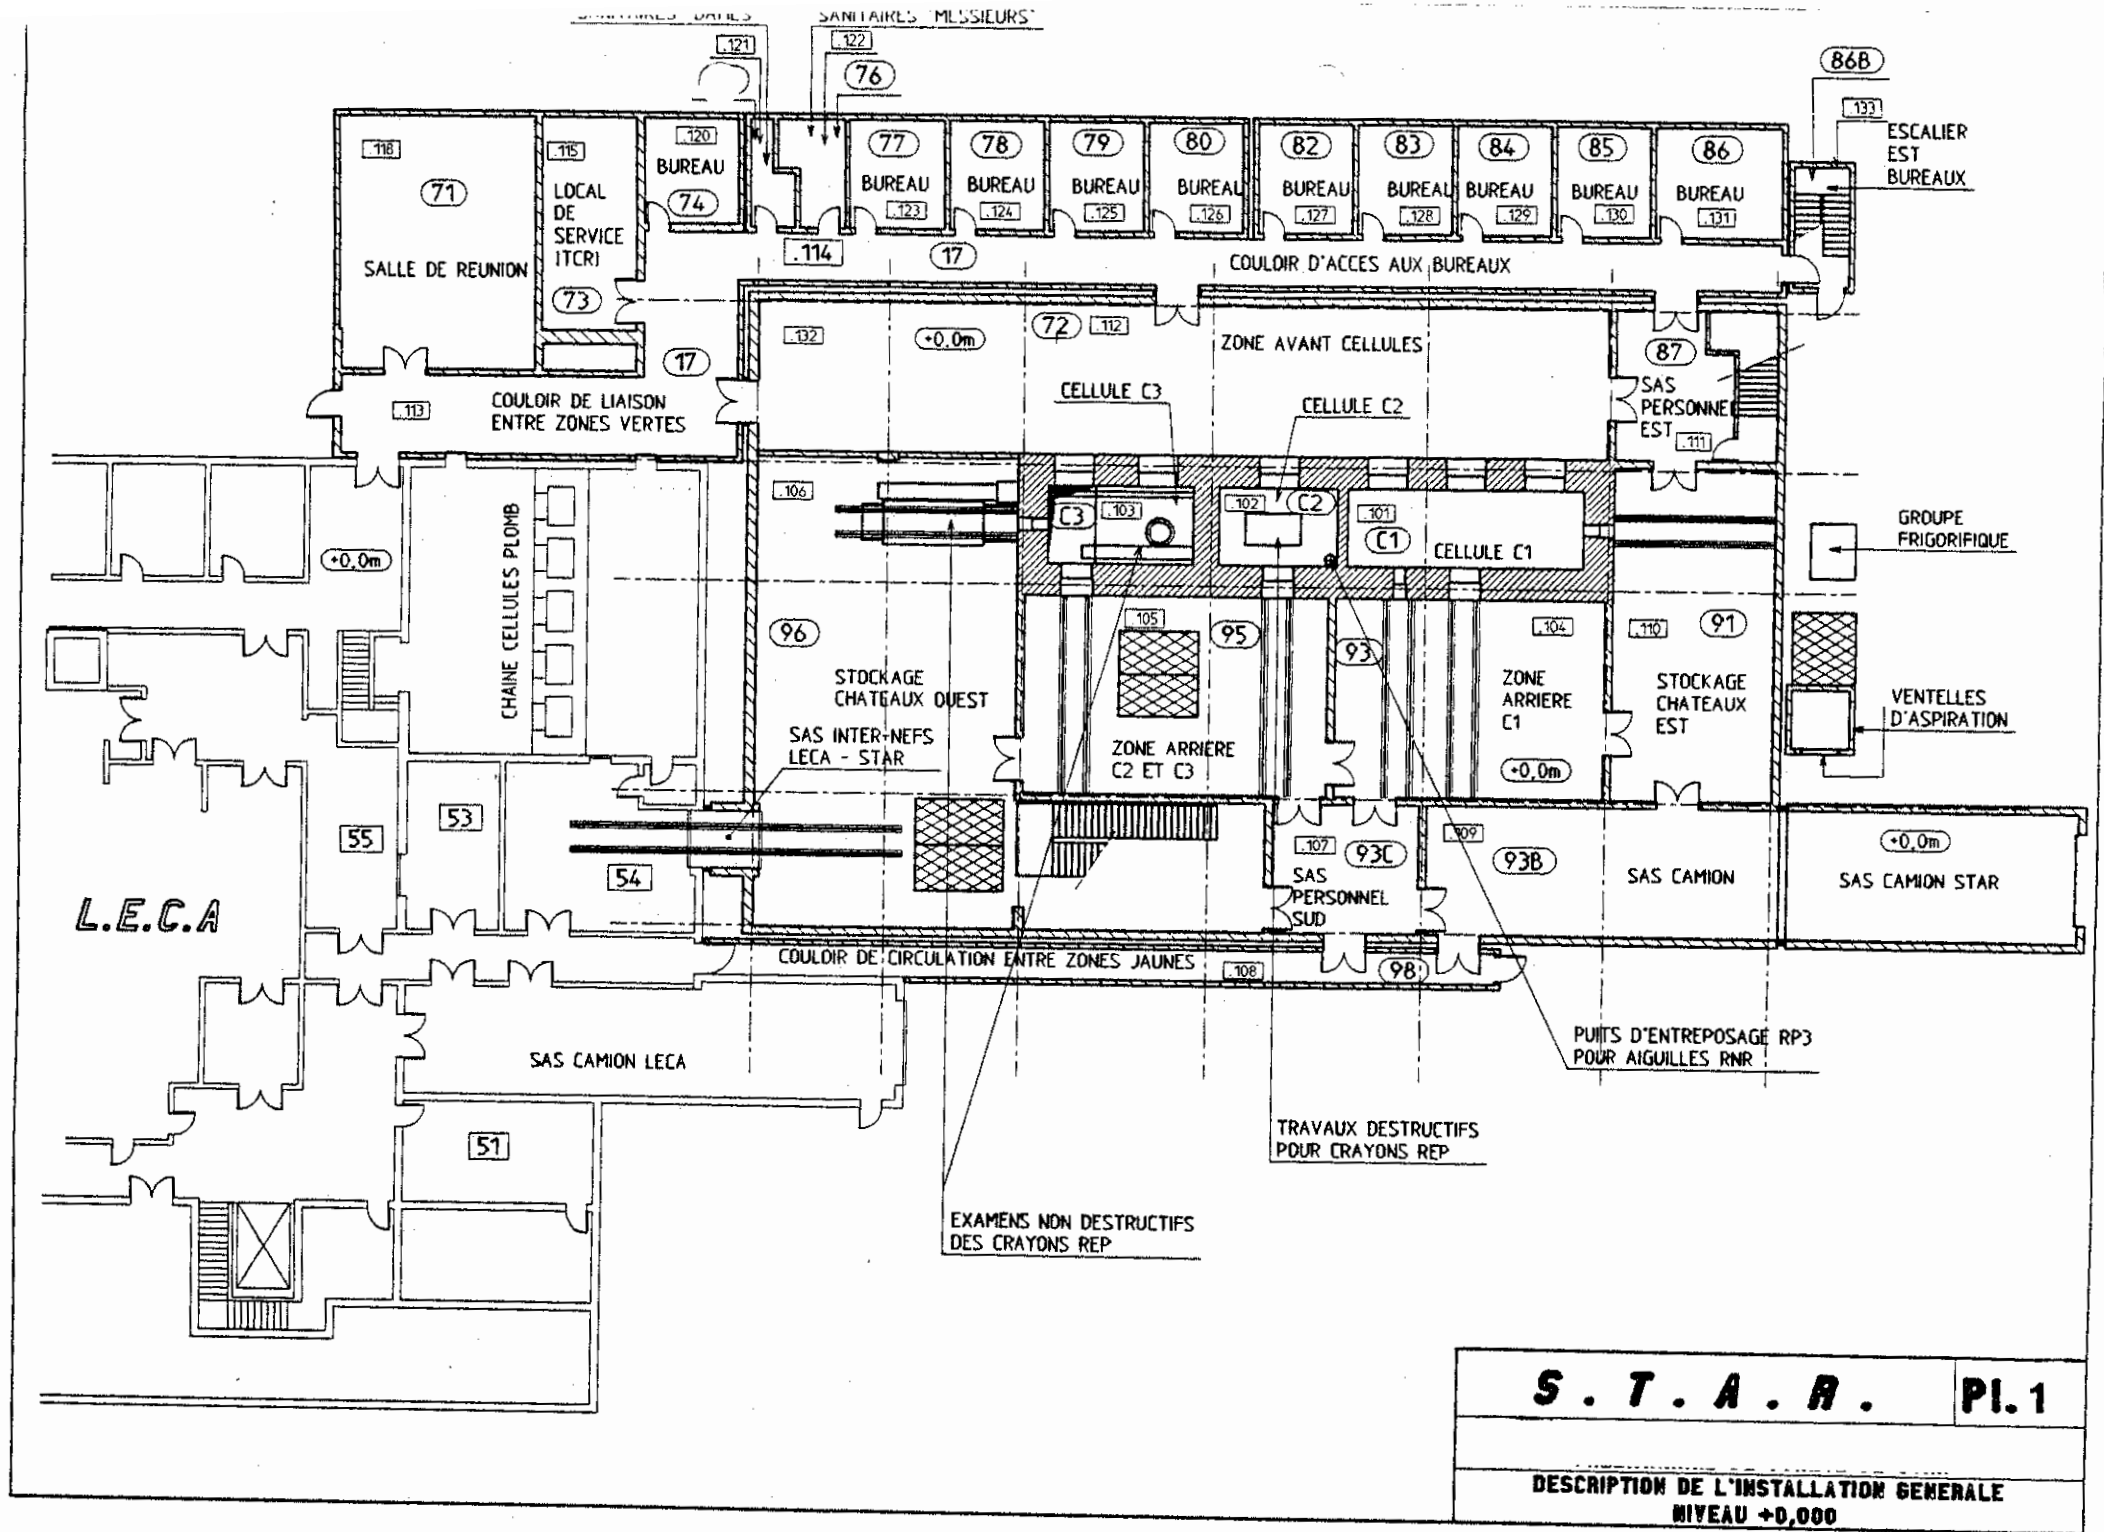 SANITAIRES "DAMES"
SANITAIRES "MESSIEURS"
.121
.122
76
86B
.133
ESCALIER
EST
BUREAUX
.118
71
SALLE DE REUNION
.115
LOCAL
DE
SERVICE
(TCR)
73
.120
BUREAU
74
77
BUREAU
.123
78
BUREAU
.124
79
BUREAU
.125
80
BUREAU
.126
82
BUREAU
.127
83
BUREAU
.128
84
BUREAU
.129
85
BUREAU
.130
86
BUREAU
.131
.114
17
COULOIR D'ACCES AUX BUREAUX
.132
+0,0m
72
.112
ZONE AVANT CELLULES
87
SAS
PERSONNEL
EST
.111
17
.113
COULOIR DE LIAISON
ENTRE ZONES VERTES
CELLULE C3
CELLULE C2
+0,0m
CHAINE CELLULES PLOMB
.106
C3
.103
.102
C2
.101
C1
CELLULE C1
GROUPE
FRIGORIFIQUE
96
.105
95
93
.104
.110
91
STOCKAGE
CHATEAUX OUEST
ZONE
ARRIERE
C1
STOCKAGE
CHATEAUX
EST
VENTELLES
D'ASPIRATION
SAS INTER-NEFS
LECA - STAR
ZONE ARRIERE
C2 ET C3
+0,0m
55
53
54
.107
93C
SAS
PERSONNEL
SUD
.109
93B
SAS CAMION
+0,0m
SAS CAMION STAR
L.E.C.A
COULOIR DE CIRCULATION ENTRE ZONES JAUNES
.108
98
SAS CAMION LECA
PUITS D'ENTREPOSAGE RP3
POUR AIGUILLES RNR
51
TRAVAUX DESTRUCTIFS
POUR CRAYONS REP
EXAMENS NON DESTRUCTIFS
DES CRAYONS REP
S . T . A . R .
Pl. 1
DESCRIPTION DE L'INSTALLATION GENERALE
NIVEAU +0,000